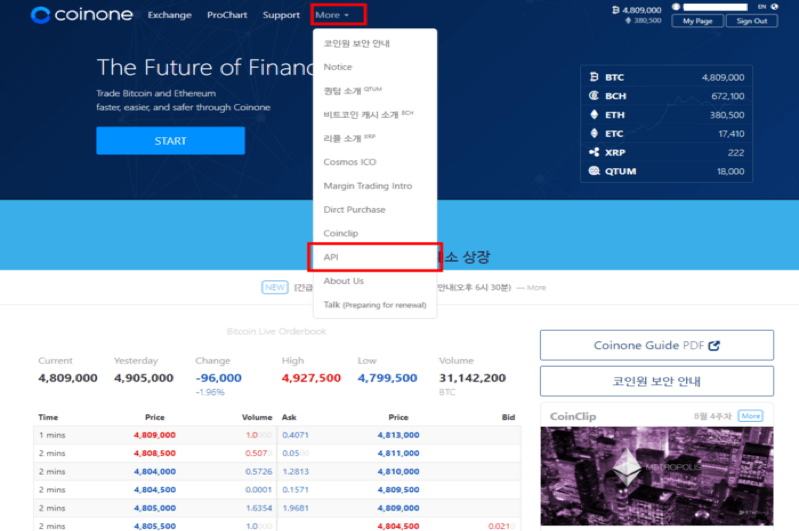 coinone Exchange ProChart Support More
4,809,000 EN
380,500 My Page Sign Out
코인원 보안 안내
Notice
퀀텀 소개 QTUM
비트코인 캐시 소개 BCH
리플 소개 XRP
Cosmos ICO
Margin Trading Intro
Dirct Purchase
Coinclip
API
About Us
Talk (Preparing for renewal)
The Future of Financ
Trade Bitcoin and Ethereum
faster, easier, and safer through Coinone
START
BTC 4,809,000
BCH 672,100
ETH 380,500
ETC 17,410
XRP 222
QTUM 18,000
소 상장
NEW [긴급 안내(오후 6시 30분) — More
Bitcoin Live Orderbook
Current Yesterday Change High Low Volume
4,809,000 4,905,000 -96,000 4,927,500 4,799,500 31,142,200
-1.96% BTC
Time Price Volume Ask Price Bid
1 mins 4,809,000 1.0000 0.4071 4,813,000
2 mins 4,808,500 0.5070 0.0500 4,811,000
2 mins 4,804,000 0.5726 1.2813 4,810,000
2 mins 4,804,500 0.0001 0.1571 4,809,500
2 mins 4,805,000 1.6354 1.9681 4,809,000
2 mins 4,805,500 1.0000 4,804,500 0.0210
Coinone Guide PDF
코인원 보안 안내
CoinClip 8월 4주차 More
METROPOLIS